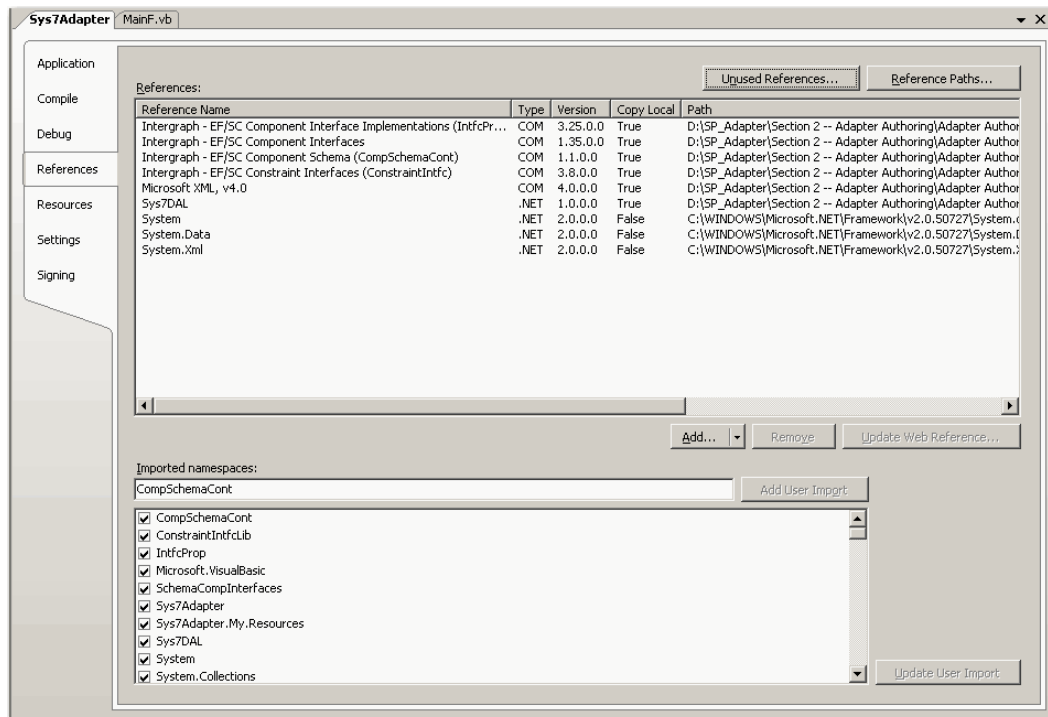 Sys7Adapter MainF.vb
Application
Compile
Debug
References
Resources
Settings
Signing
Unused References... Reference Paths...
References:
Reference Name Type Version Copy Local Path
Intergraph - EF/SC Component Interface Implementations (IntfcPr... COM 3.25.0.0 True D:\SP_Adapter\Section 2 -- Adapter Authoring\Adapter Author
Intergraph - EF/SC Component Interfaces COM 1.35.0.0 True D:\SP_Adapter\Section 2 -- Adapter Authoring\Adapter Author
Intergraph - EF/SC Component Schema (CompSchemaCont) COM 1.1.0.0 True D:\SP_Adapter\Section 2 -- Adapter Authoring\Adapter Author
Intergraph - EF/SC Constraint Interfaces (ConstraintIntfc) COM 3.8.0.0 True D:\SP_Adapter\Section 2 -- Adapter Authoring\Adapter Author
Microsoft XML, v4.0 COM 4.0.0.0 True D:\SP_Adapter\Section 2 -- Adapter Authoring\Adapter Author
Sys7DAL .NET 1.0.0.0 True D:\SP_Adapter\Section 2 -- Adapter Authoring\Adapter Author
System .NET 2.0.0.0 False C:\WINDOWS\Microsoft.NET\Framework\v2.0.50727\System.
System.Data .NET 2.0.0.0 False C:\WINDOWS\Microsoft.NET\Framework\v2.0.50727\System.
System.Xml .NET 2.0.0.0 False C:\WINDOWS\Microsoft.NET\Framework\v2.0.50727\System.
Add... Remove Update Web Reference...
Imported namespaces:
CompSchemaCont Add User Import
CompSchemaCont
ConstraintIntfcLib
IntfcProp
Microsoft.VisualBasic
SchemaCompInterfaces
Sys7Adapter
Sys7Adapter.My.Resources
Sys7DAL
System
System.Collections
Update User Import